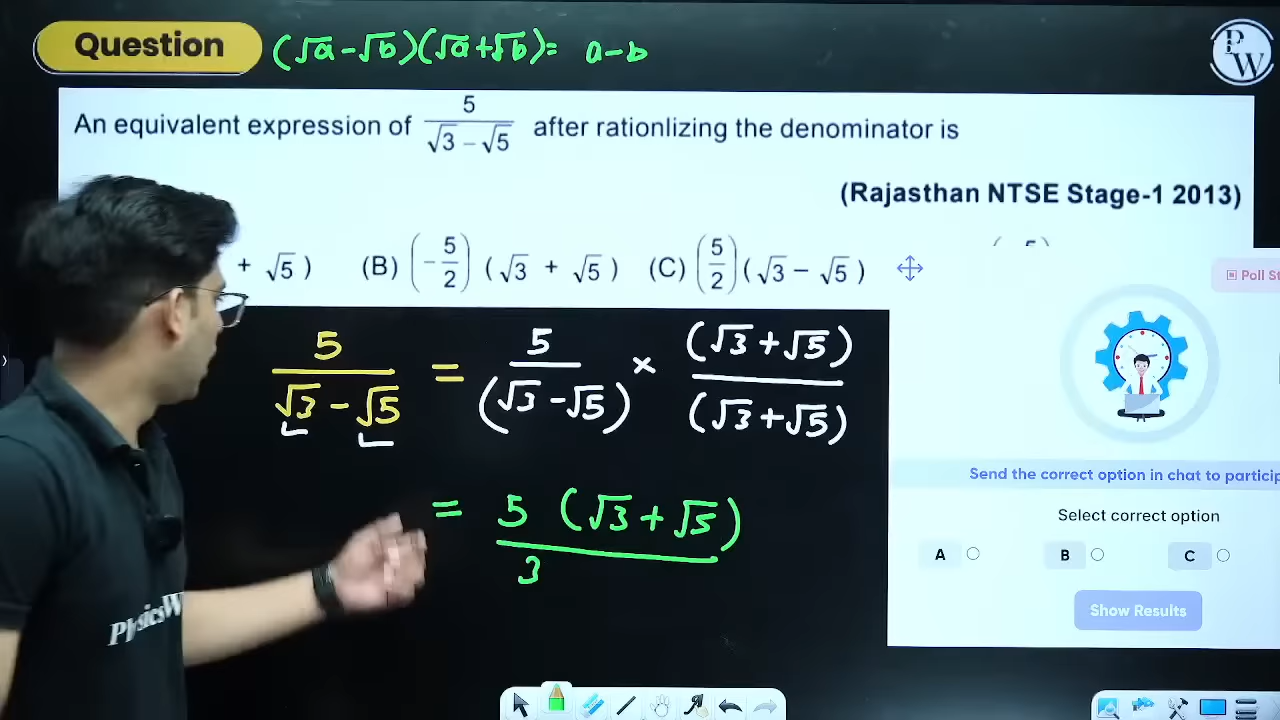 Question (√a-√b)(√a+√b)= a-b
PW
An equivalent expression of 5/(√3-√5) after rationlizing the denominator is
(Rajasthan NTSE Stage-1 2013)
+ √5) (B) (-5/2) (√3 + √5) (C) (5/2) (√3 - √5)
Poll St
5/(√3-√5) = 5/(√3-√5) × (√3+√5)/(√3+√5)
= 5 (√3+√5)
3
Send the correct option in chat to particip
Select correct option
A B C
Show Results